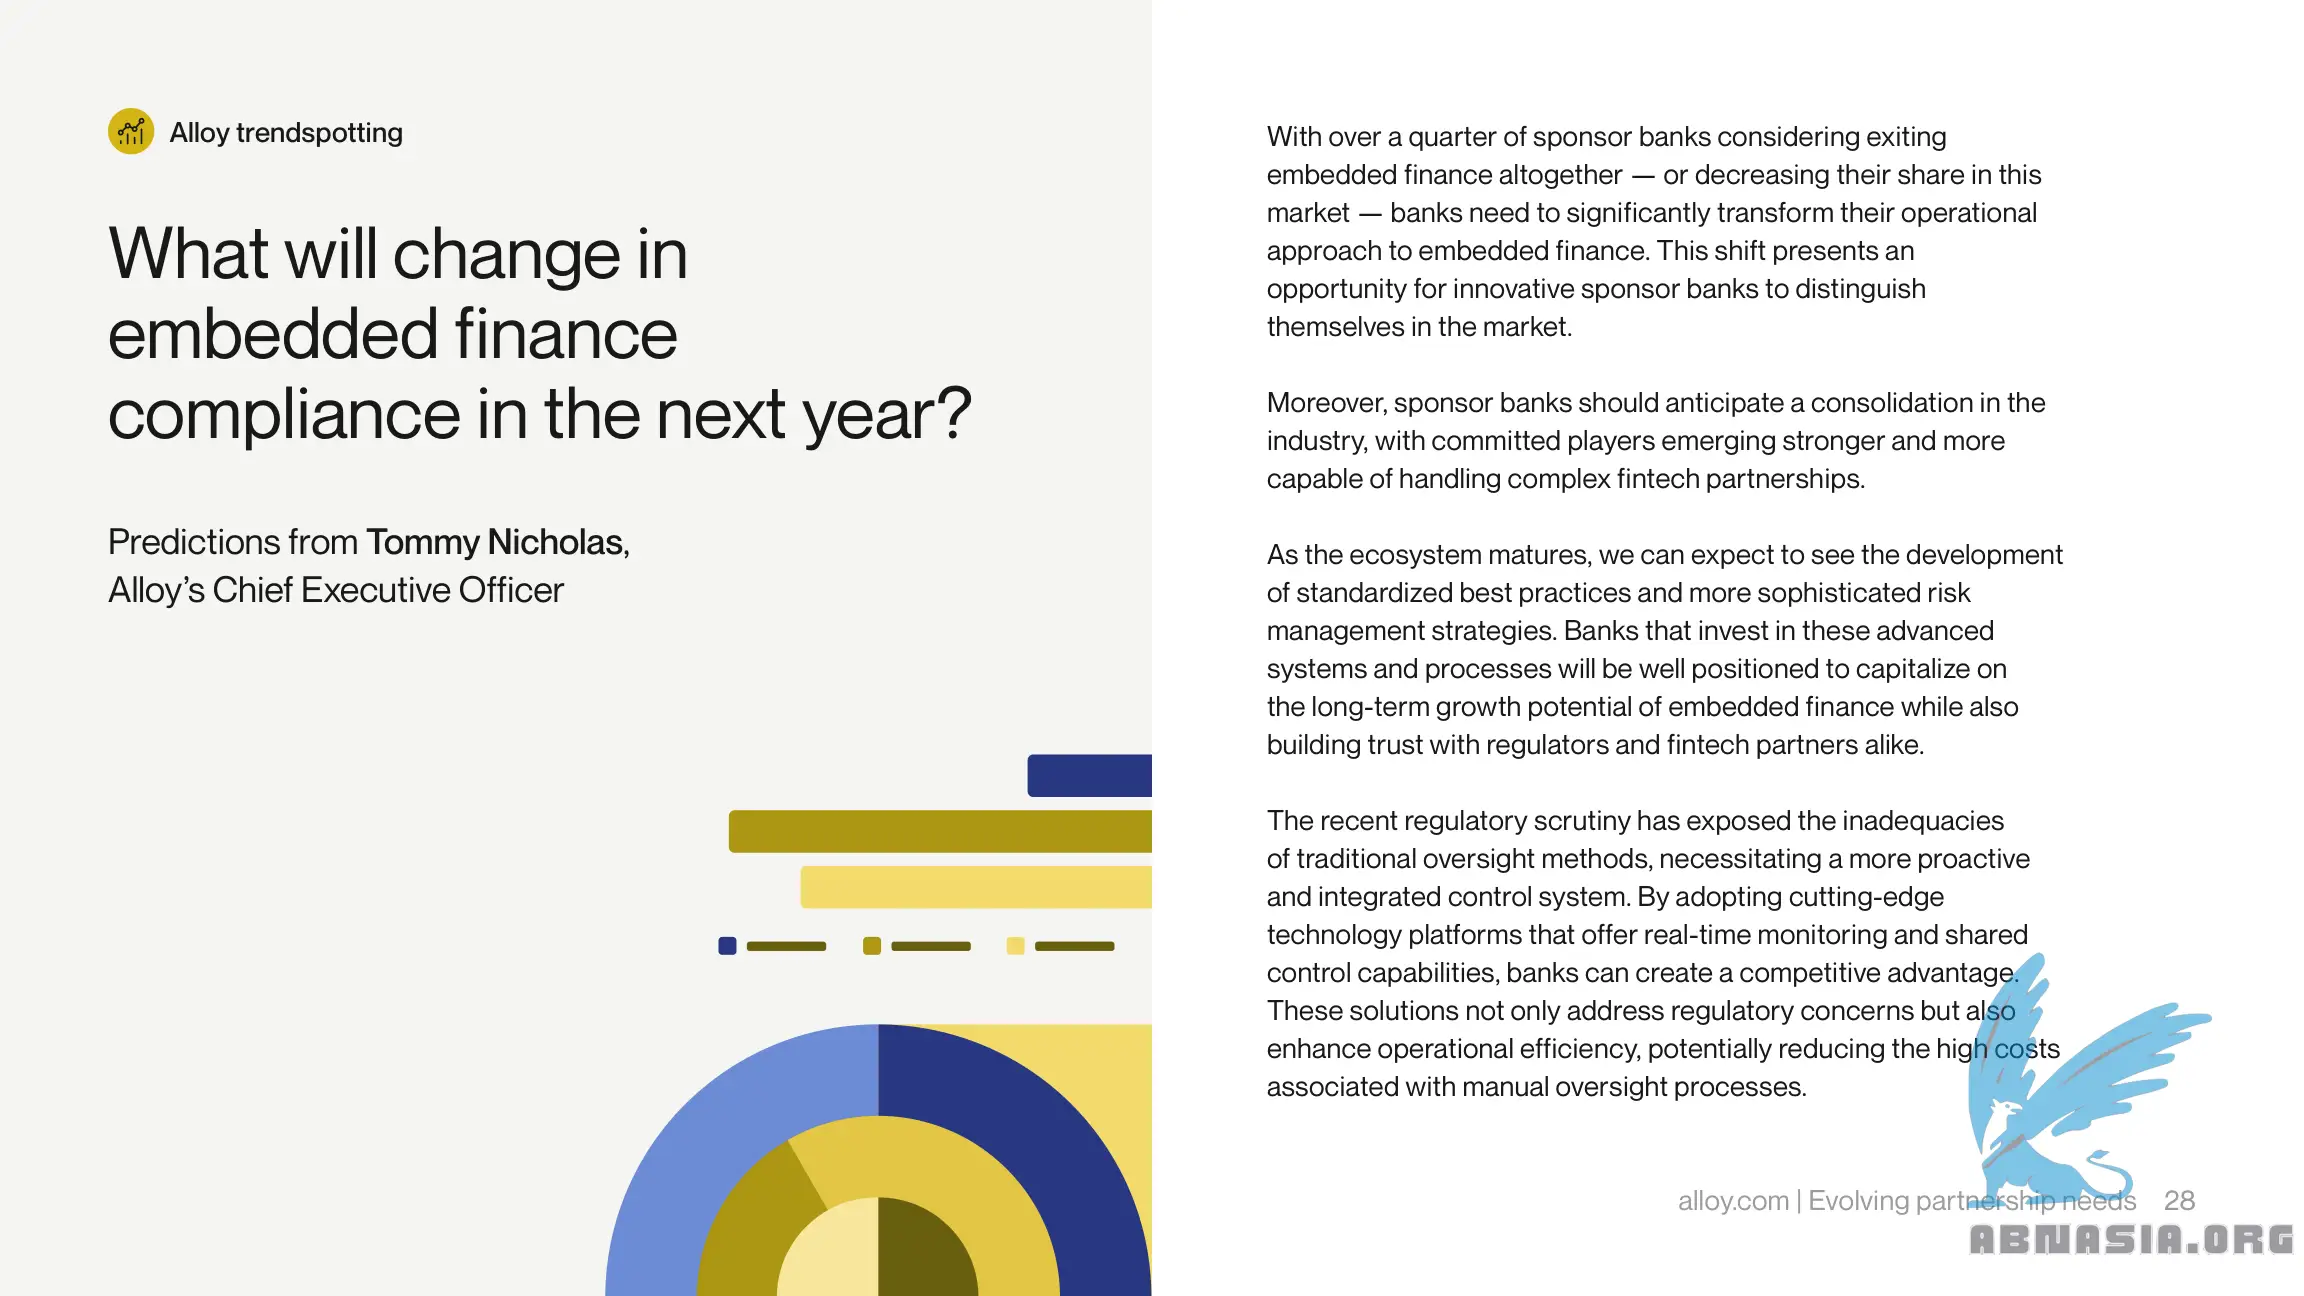 Alloy trendspotting
What will change in
embedded finance
compliance in the next year?
Predictions from Tommy Nicholas,
Alloy’s Chief Executive Officer
With over a quarter of sponsor banks considering exiting
embedded finance altogether — or decreasing their share in this
market — banks need to significantly transform their operational
approach to embedded finance. This shift presents an
opportunity for innovative sponsor banks to distinguish
themselves in the market.
Moreover, sponsor banks should anticipate a consolidation in the
industry, with committed players emerging stronger and more
capable of handling complex fintech partnerships.
As the ecosystem matures, we can expect to see the development
of standardized best practices and more sophisticated risk
management strategies. Banks that invest in these advanced
systems and processes will be well positioned to capitalize on
the long-term growth potential of embedded finance while also
building trust with regulators and fintech partners alike.
The recent regulatory scrutiny has exposed the inadequacies
of traditional oversight methods, necessitating a more proactive
and integrated control system. By adopting cutting-edge
technology platforms that offer real-time monitoring and shared
control capabilities, banks can create a competitive advantage.
These solutions not only address regulatory concerns but also
enhance operational efficiency, potentially reducing the high costs
associated with manual oversight processes.
alloy.com | Evolving partnership needs 28
ABNASIA.ORG